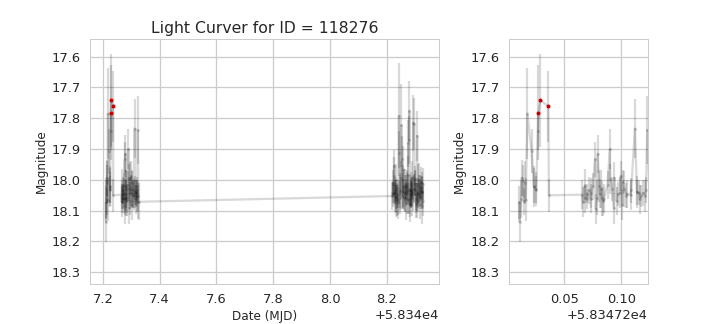 Light Curver for ID = 118276
Magnitude
17.6
17.7
17.8
17.9
18.0
18.1
18.2
18.3
7.2 7.4 7.6 7.8 8.0 8.2
Date (MJD)
+5.834e4
Magnitude
17.6
17.7
17.8
17.9
18.0
18.1
18.2
18.3
0.05 0.10
+5.83472e4